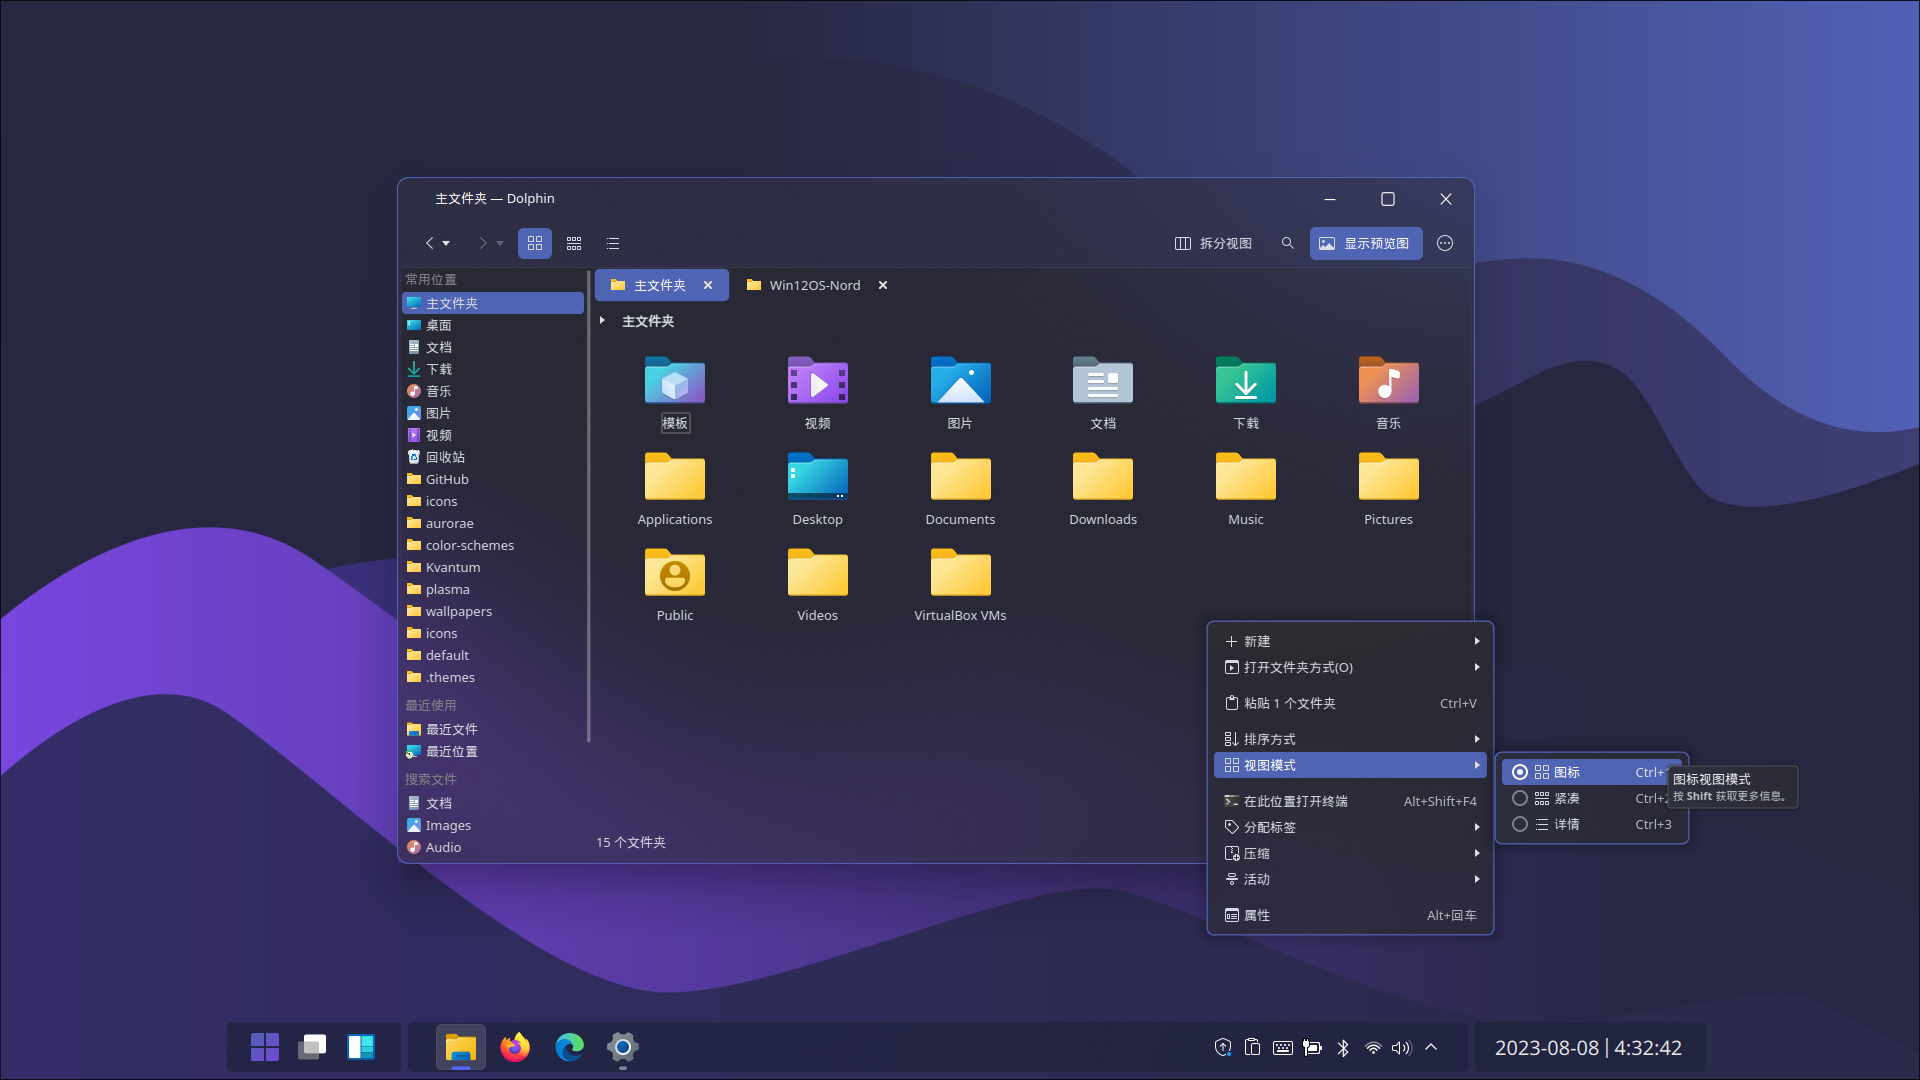 主文件夹 — Dolphin
拆分视图
显示预览图
常用位置
主文件夹
桌面
文档
下载
音乐
图片
视频
回收站
GitHub
icons
aurorae
color-schemes
Kvantum
plasma
wallpapers
icons
default
.themes
最近使用
最近文件
最近位置
搜索文件
文档
Images
Audio
主文件夹
Win12OS-Nord
主文件夹
模板
视频
图片
文档
下载
音乐
Applications
Desktop
Documents
Downloads
Music
Pictures
Public
Videos
VirtualBox VMs
15 个文件夹
新建
打开文件夹方式(O)
粘贴 1 个文件夹 Ctrl+V
排序方式
视图模式
在此位置打开终端 Alt+Shift+F4
分配标签
压缩
活动
属性 Alt+回车
图标 Ctrl+
紧凑 Ctrl+2
详情 Ctrl+3
图标视图模式
按 Shift 获取更多信息。
2023-08-08 | 4:32:42